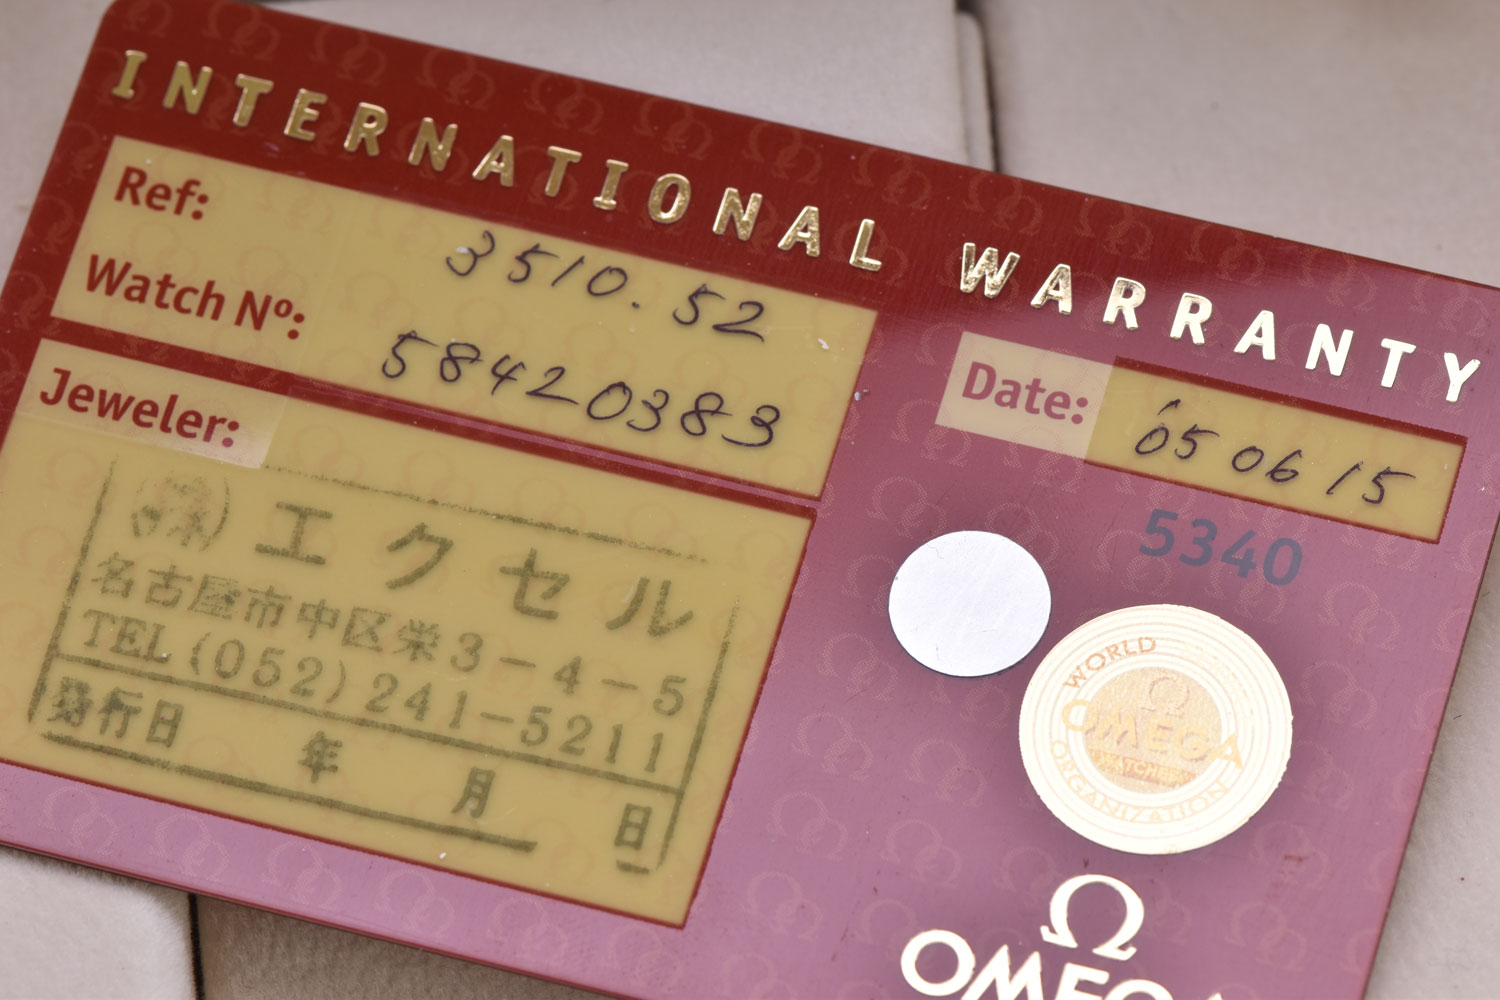 INTERNATIONAL WARRANTY
Ref: 3510.52
Watch Nº: 58420383
Date: '05 06 15
Jeweler:
(株) エクセル
名古屋市中区栄3-4-5
TEL (052) 241-5211
発行日 年 月 日
5340
WORLD
Ω
OMEGA
WATCHES
ORGANIZATION
Ω
OMEGA